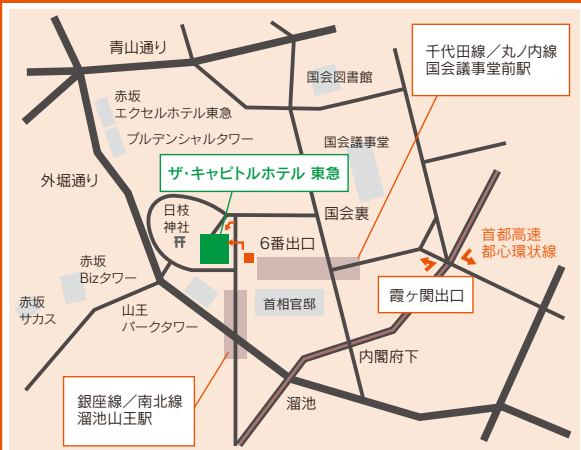 青山通り
千代田線／丸ノ内線
国会議事堂前駅
国会図書館
赤坂
エクセルホテル東急
プルデンシャルタワー
国会議事堂
外堀通り
ザ・キャピトルホテル 東急
日枝
神社
国会裏
6番出口
首都高速
都心環状線
赤坂
Bizタワー
霞ヶ関出口
赤坂
サカス
山王
パークタワー
首相官邸
内閣府下
銀座線／南北線
溜池山王駅
溜池